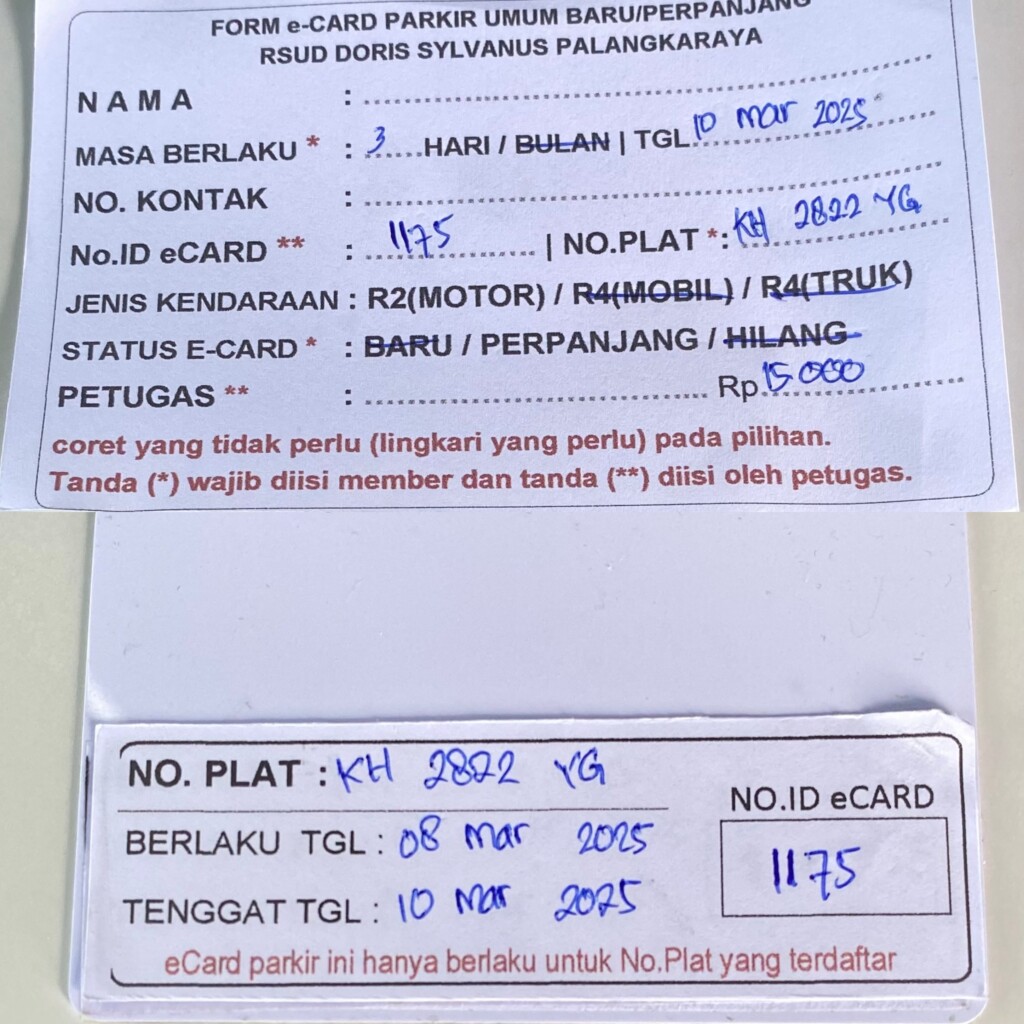 FORM e-CARD PARKIR UMUM BARU/PERPANJANG
RSUD DORIS SYLVANUS PALANGKARAYA
N A M A :
MASA BERLAKU * : 3 HARI / BULAN | TGL 10 Mar 2025
NO. KONTAK :
No.ID eCARD ** : 1175 | NO.PLAT *: KH 2822 YG
JENIS KENDARAAN : R2(MOTOR) / R4(MOBIL) / R4(TRUK)
STATUS E-CARD * : BARU / PERPANJANG / HILANG
PETUGAS ** : Rp 15 000
coret yang tidak perlu (lingkari yang perlu) pada pilihan.
Tanda (*) wajib diisi member dan tanda (**) diisi oleh petugas.
NO. PLAT : KH 2822 YG
NO.ID eCARD
BERLAKU TGL : 08 Mar 2025
1175
TENGGAT TGL : 10 Mar 2025
eCard parkir ini hanya berlaku untuk No.Plat yang terdaftar